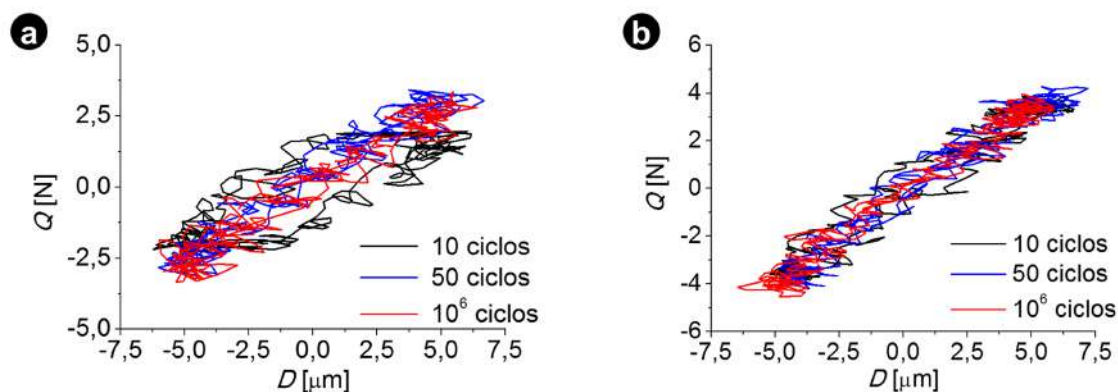 a
Q [N]
5,0
2,5
0,0
-2,5
-5,0
-7,5 -5,0 -2,5 0,0 2,5 5,0 7,5
D [μm]
10 ciclos
50 ciclos
10⁶ ciclos
b
Q [N]
6
4
2
0
-2
-4
-6
-7,5 -5,0 -2,5 0,0 2,5 5,0 7,5
D [μm]
10 ciclos
50 ciclos
10⁶ ciclos